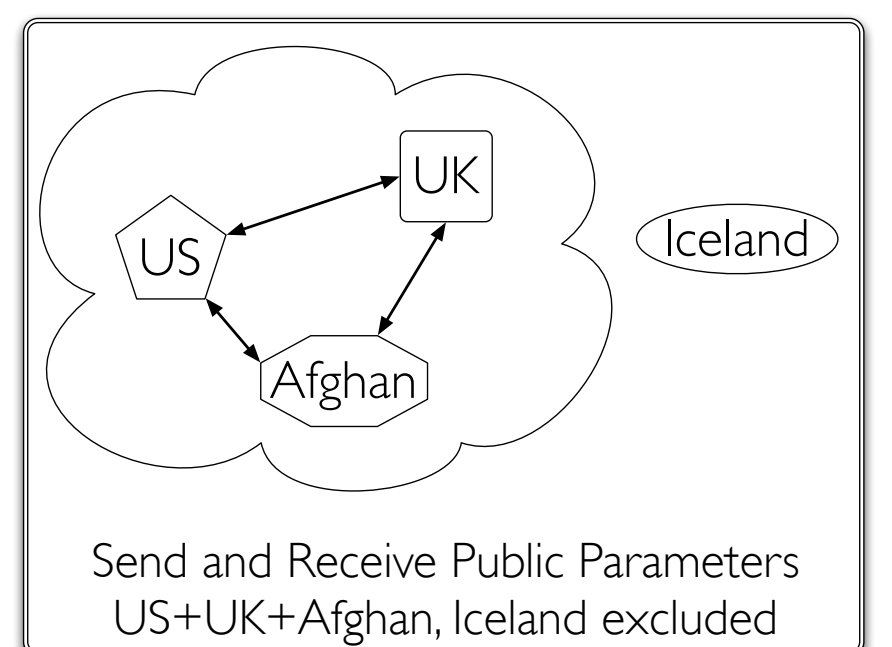 UK
US
Iceland
Afghan
Send and Receive Public Parameters
US+UK+Afghan, Iceland excluded